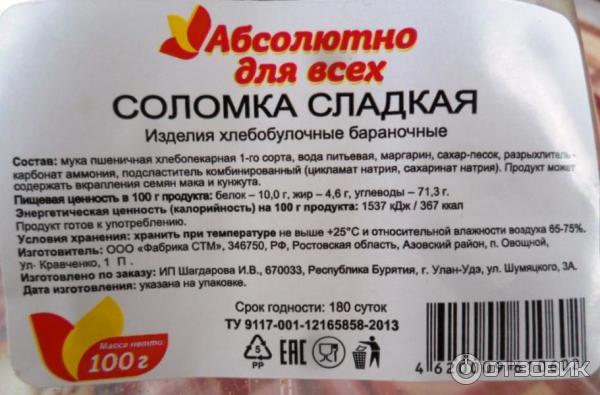 Абсолютно
для всех
СОЛОМКА СЛАДКАЯ
Изделия хлебобулочные бараночные
Состав: мука пшеничная хлебопекарная 1-го сорта, вода питьевая, маргарин, сахар-песок, разрыхлитель -
карбонат аммония, подсластитель комбинированный (цикламат натрия, сахаринат натрия). Продукт может
содержать вкрапления семян мака и кунжута.
Пищевая ценность в 100 г продукта: белок – 10,0 г, жир – 4,6 г, углеводы – 71,3 г.
Энергетическая ценность (калорийность) на 100 г продукта: 1537 кДж / 367 ккал
Продукт готов к употреблению.
Условия хранения: хранить при температуре не выше +25°С и относительной влажности воздуха 65-75%.
Изготовитель: ООО «Фабрика СТМ», 346750, РФ, Ростовская область, Азовский район, п. Овощной,
ул- Кравченко, 1 П .
Изготовлено по заказу: ИП Шагдарова И.В., 670033, Республика Бурятия, г. Улан-Удэ, ул. Шумяцкого, 3А.
Дата изготовления: указана на упаковке.
Срок годности: 180 суток
ТУ 9117-001-12165858-2013
Масса нетто:
100 г
5
PP
EAC
4 6200
ОТЗОВИК